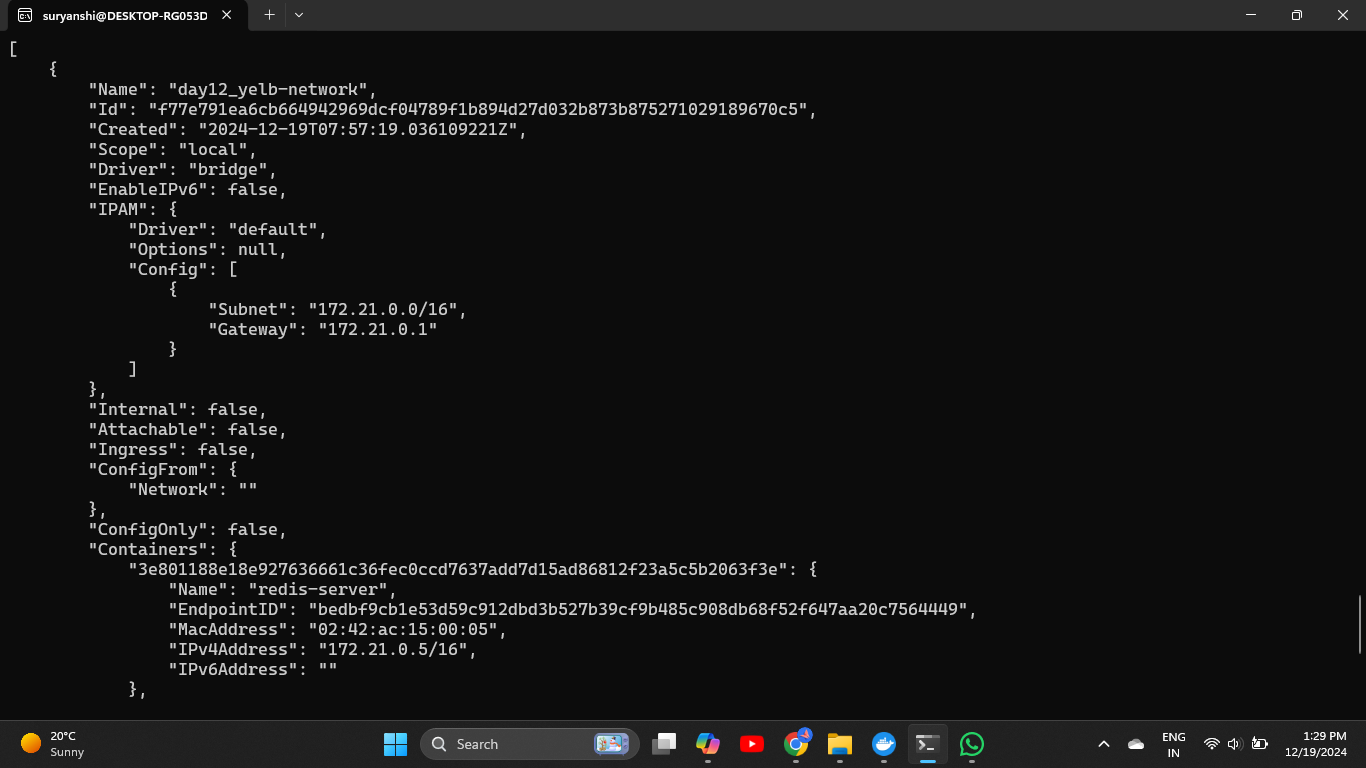 suryanshi@DESKTOP-RG053D
[
    {
        "Name": "day12_yelb-network",
        "Id": "f77e791ea6cb664942969dcf04789f1b894d27d032b873b875271029189670c5",
        "Created": "2024-12-19T07:57:19.036109221Z",
        "Scope": "local",
        "Driver": "bridge",
        "EnableIPv6": false,
        "IPAM": {
            "Driver": "default",
            "Options": null,
            "Config": [
                {
                    "Subnet": "172.21.0.0/16",
                    "Gateway": "172.21.0.1"
                }
            ]
        },
        "Internal": false,
        "Attachable": false,
        "Ingress": false,
        "ConfigFrom": {
            "Network": ""
        },
        "ConfigOnly": false,
        "Containers": {
            "3e801188e18e927636661c36fec0ccd7637add7d15ad86812f23a5c5b2063f3e": {
                "Name": "redis-server",
                "EndpointID": "bedbf9cb1e53d59c912dbd3b527b39cf9b485c908db68f52f647aa20c7564449",
                "MacAddress": "02:42:ac:15:00:05",
                "IPv4Address": "172.21.0.5/16",
                "IPv6Address": ""
            },
20°C
Sunny
Search
ENG
IN
1:29 PM
12/19/2024